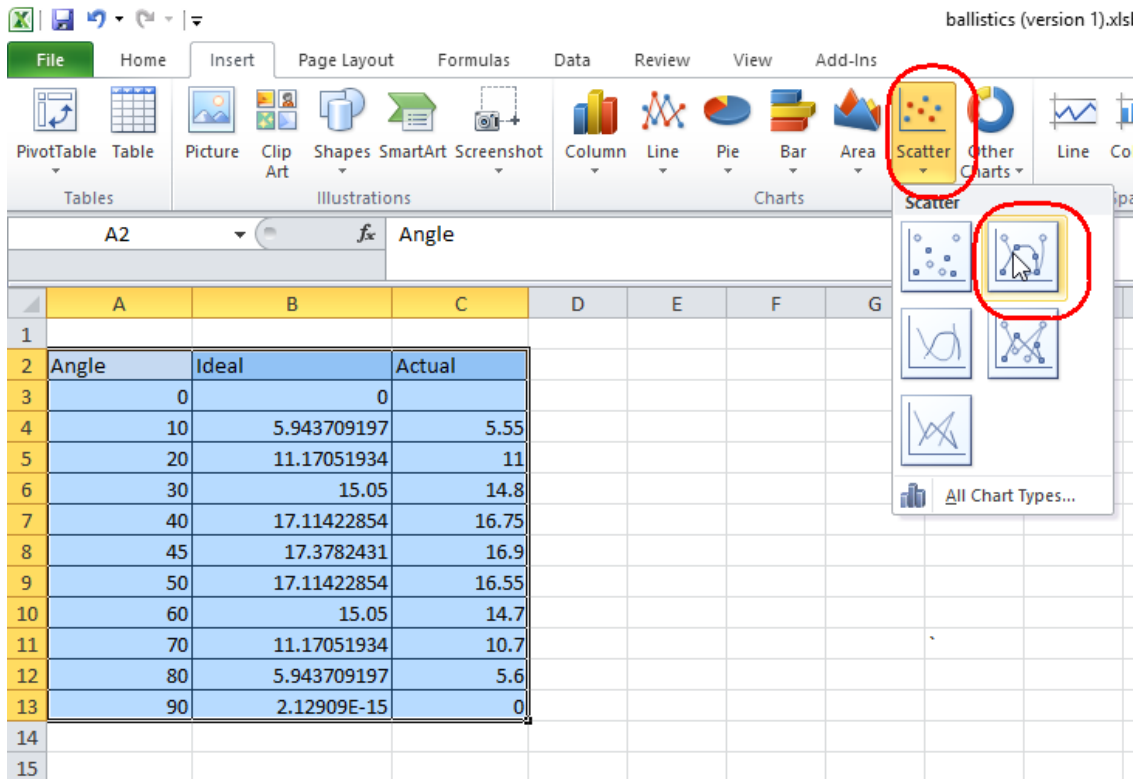 ballistics (version 1).xlsl
File Home Insert Page Layout Formulas Data Review View Add-Ins
PivotTable Table Picture Clip Art Shapes SmartArt Screenshot Column Line Pie Bar Area Scatter Other Charts Line Co
Tables Illustrations Charts Spa
Scatter
A2 fx Angle
A B C D E F G
1
2 Angle Ideal Actual
3 0 0
4 10 5.943709197 5.55
5 20 11.17051934 11
6 30 15.05 14.8
All Chart Types...
7 40 17.11422854 16.75
8 45 17.3782431 16.9
9 50 17.11422854 16.55
10 60 15.05 14.7
11 70 11.17051934 10.7 `
12 80 5.943709197 5.6
13 90 2.12909E-15 0
14
15